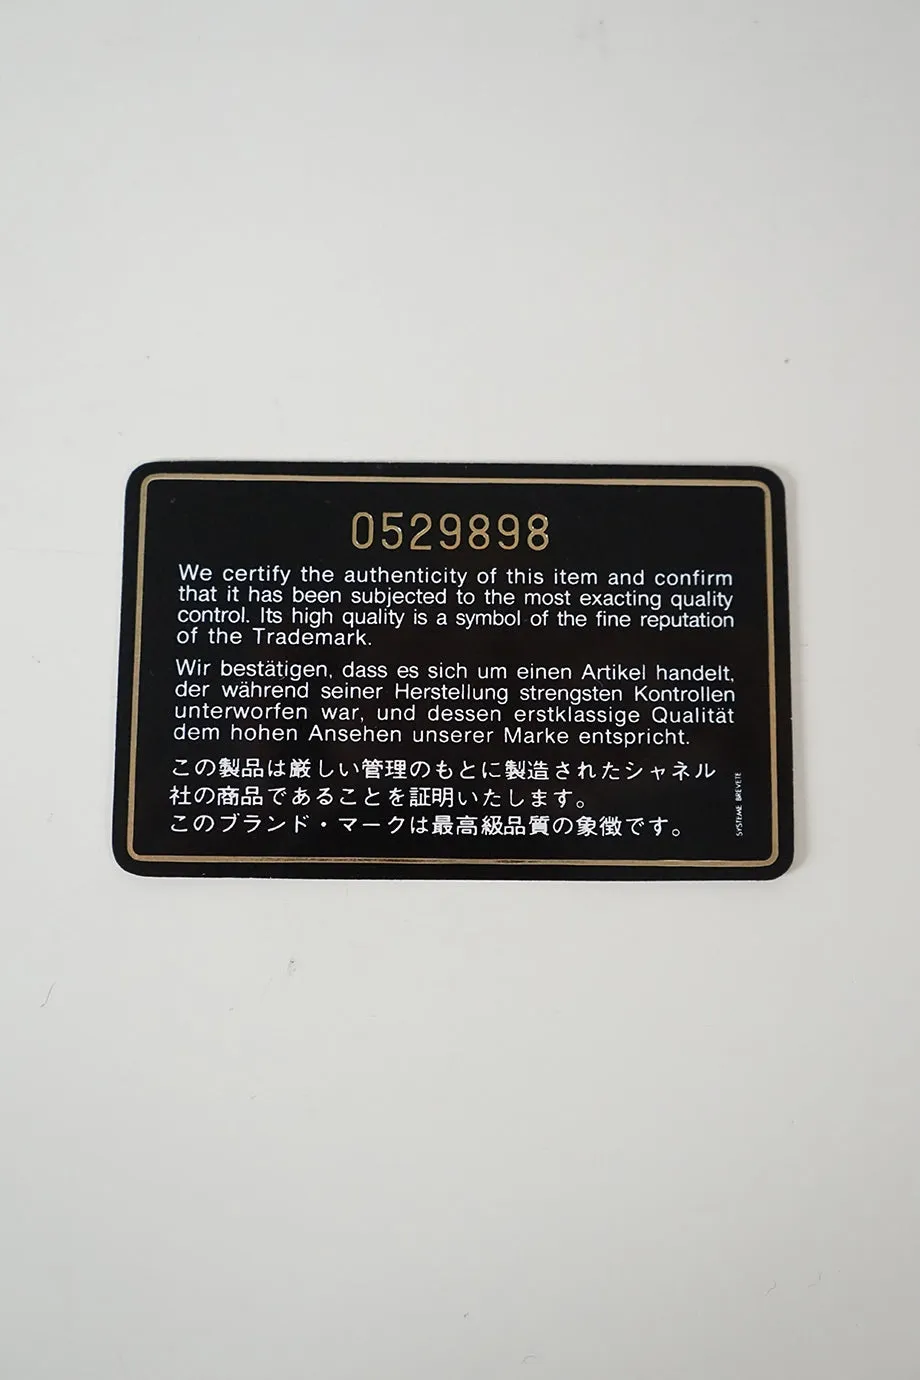 0529898
We certify the authenticity of this item and confirm
that it has been subjected to the most exacting quality
control. Its high quality is a symbol of the fine reputation
of the Trademark.
Wir bestätigen, dass es sich um einen Artikel handelt,
der während seiner Herstellung strengsten Kontrollen
unterworfen war, und dessen erstklassige Qualität
dem hohen Ansehen unserer Marke entspricht.
この製品は厳しい管理のもとに製造されたシャネル
社の商品であることを証明いたします。
このブランド・マークは最高級品質の象徴です。
SYSTEME BREVETE